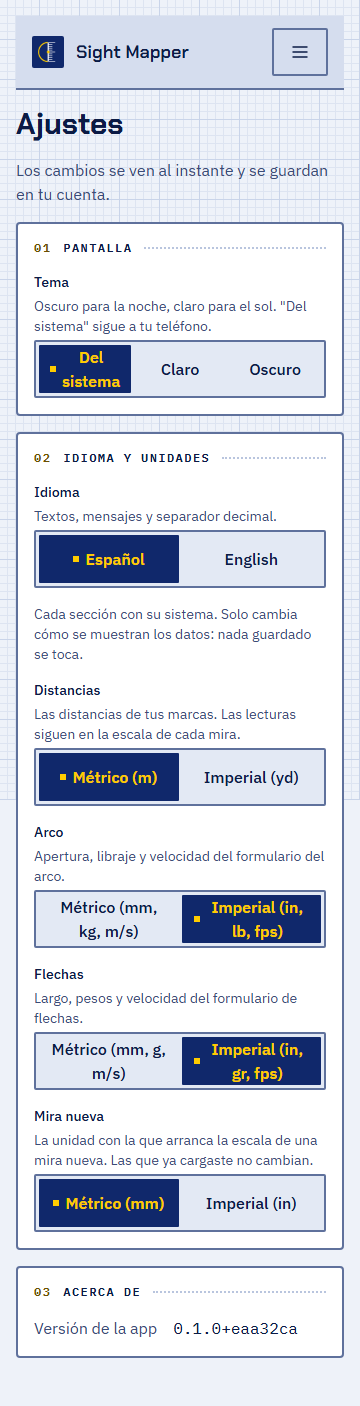 Sight Mapper
Ajustes
Los cambios se ven al instante y se guardan
en tu cuenta.
01 PANTALLA
Tema
Oscuro para la noche, claro para el sol. "Del
sistema" sigue a tu teléfono.
Del
sistema
Claro
Oscuro
02 IDIOMA Y UNIDADES
Idioma
Textos, mensajes y separador decimal.
Español
English
Cada sección con su sistema. Solo cambia
cómo se muestran los datos: nada guardado
se toca.
Distancias
Las distancias de tus marcas. Las lecturas
siguen en la escala de cada mira.
Métrico (m)
Imperial (yd)
Arco
Apertura, libraje y velocidad del formulario del
arco.
Métrico (mm,
kg, m/s)
Imperial (in,
lb, fps)
Flechas
Largo, pesos y velocidad del formulario de
flechas.
Métrico (mm, g,
m/s)
Imperial (in,
gr, fps)
Mira nueva
La unidad con la que arranca la escala de una
mira nueva. Las que ya cargaste no cambian.
Métrico (mm)
Imperial (in)
03 ACERCA DE
Versión de la app 0.1.0+eaa32ca